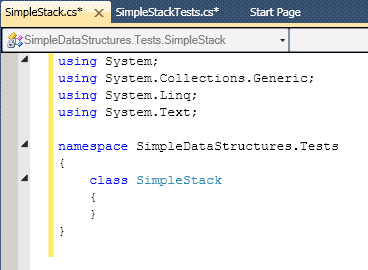 SimpleStack.cs* SimpleStackTests.cs* Start Page
SimpleDataStructures.Tests.SimpleStack
using System;
using System.Collections.Generic;
using System.Linq;
using System.Text;
namespace SimpleDataStructures.Tests
{
class SimpleStack
{
}
}